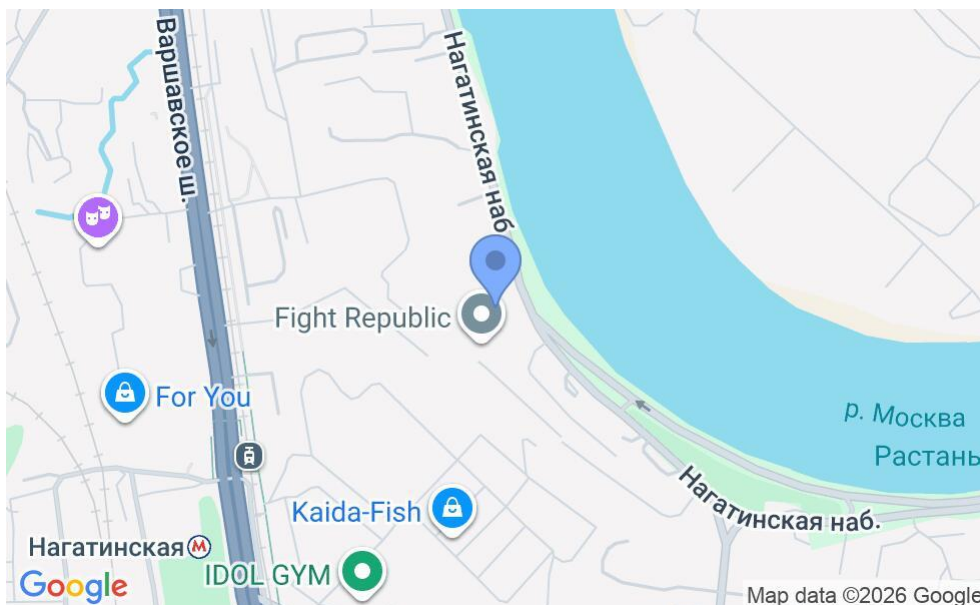 Варшавское ш.
Нагатинская наб
Fight Republic
For You
р. Москва
Растань
Kaida-Fish
Нагатинская наб.
Нагатинская М
IDOL GYM
Google
Map data ©2026 Google